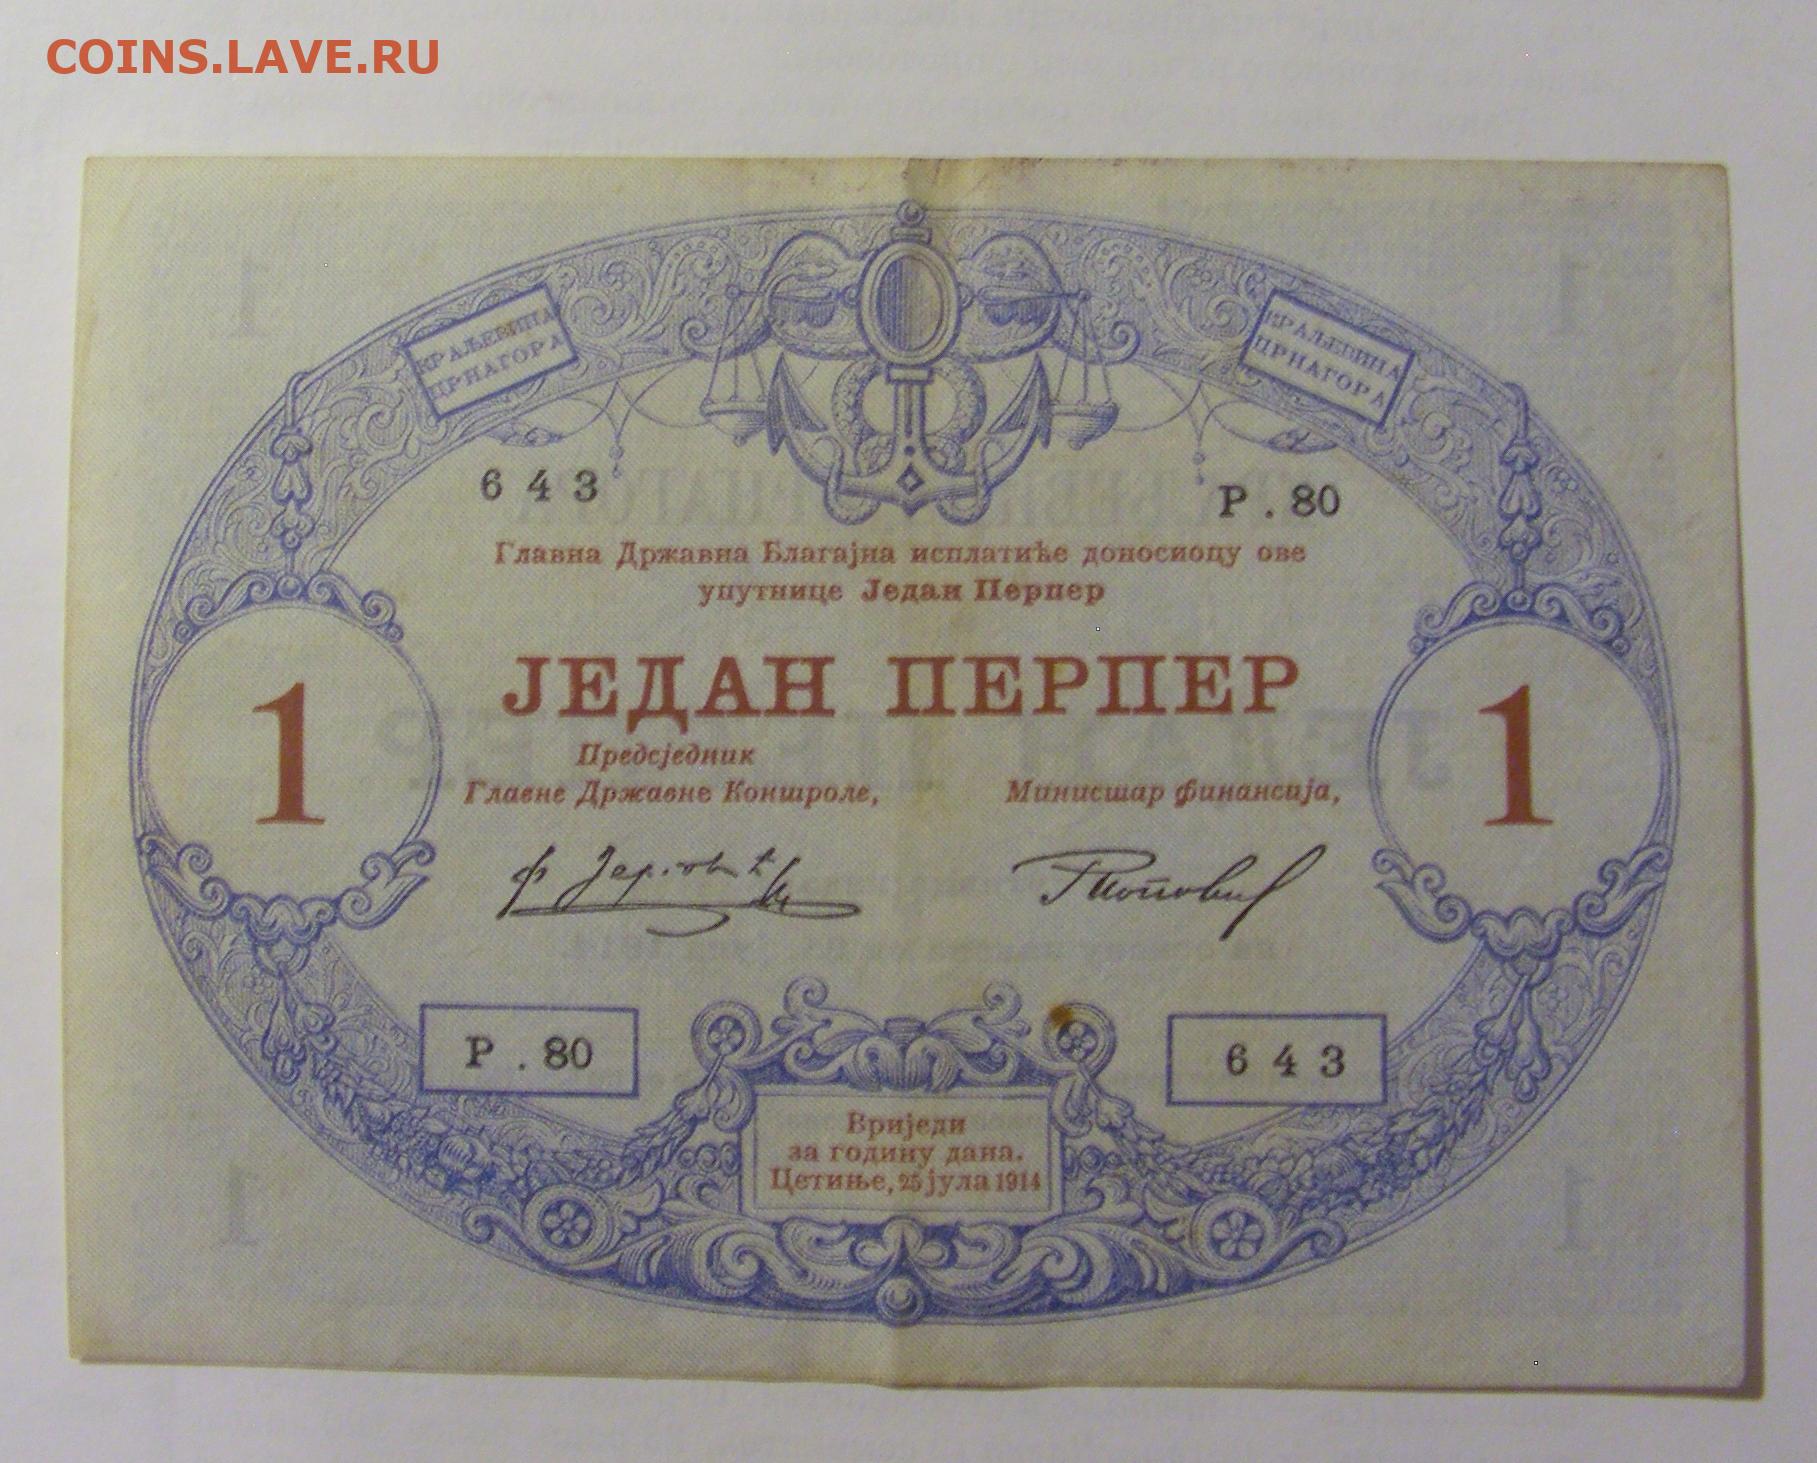 COINS.LAVE.RU
КРАЉЕВИНА
ЦРНАГОРА
КРАЉЕВИНА
ЦРНАГОРА
643
Р. 80
Главна Државна Благајна исплатиће доносиоцу ове
упутнице Један Перпер
ЈЕДАН ПЕРПЕР
1
1
Предсједник
Главне Државне Контроле,
Министар финансија,
Р. 80
643
Вриједи
за годину дана.
Цетиње, 25 јула 1914